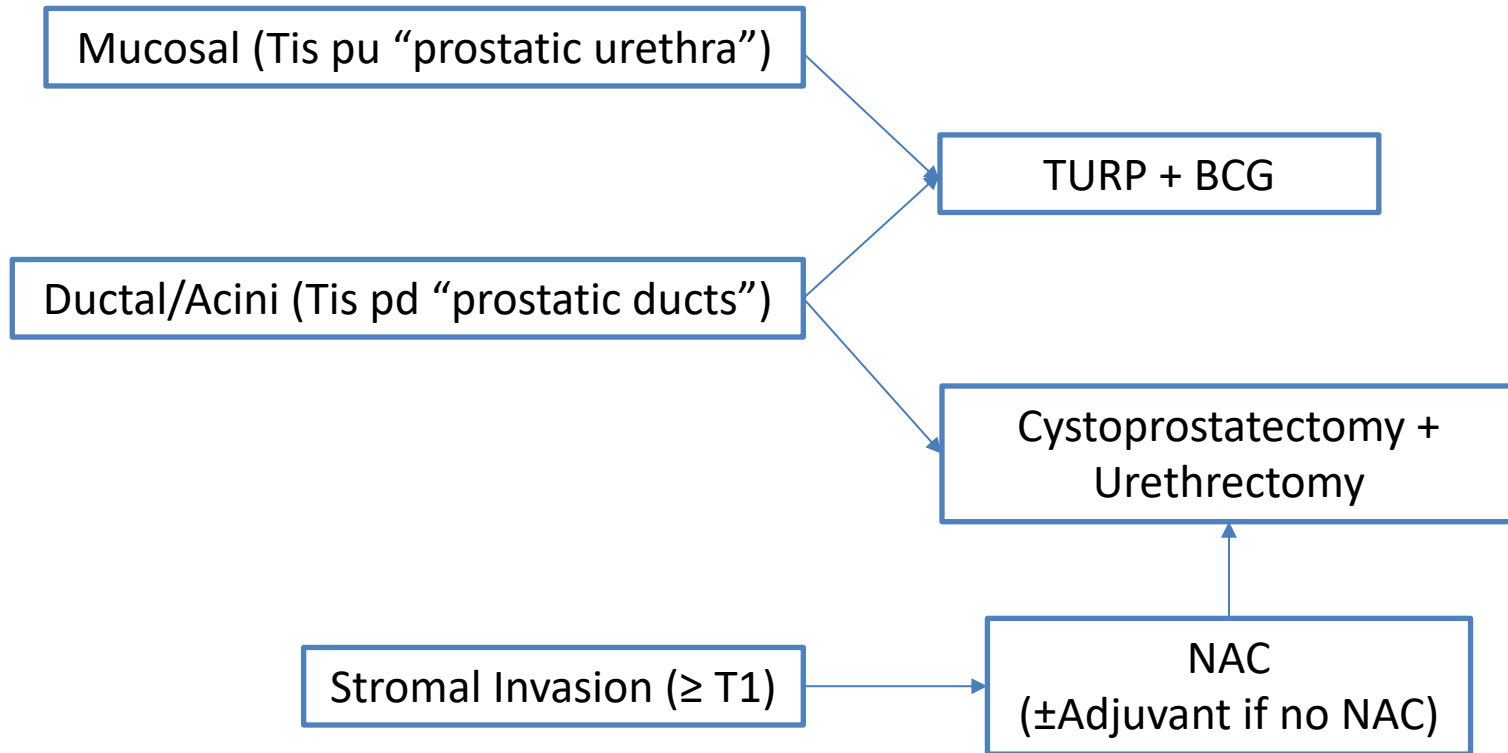 Mucosal (Tis pu “prostatic urethra”)
TURP + BCG
Ductal/Acini (Tis pd “prostatic ducts”)
Cystoprostatectomy +
Urethrectomy
Stromal Invasion (≥ T1)
NAC
(±Adjuvant if no NAC)